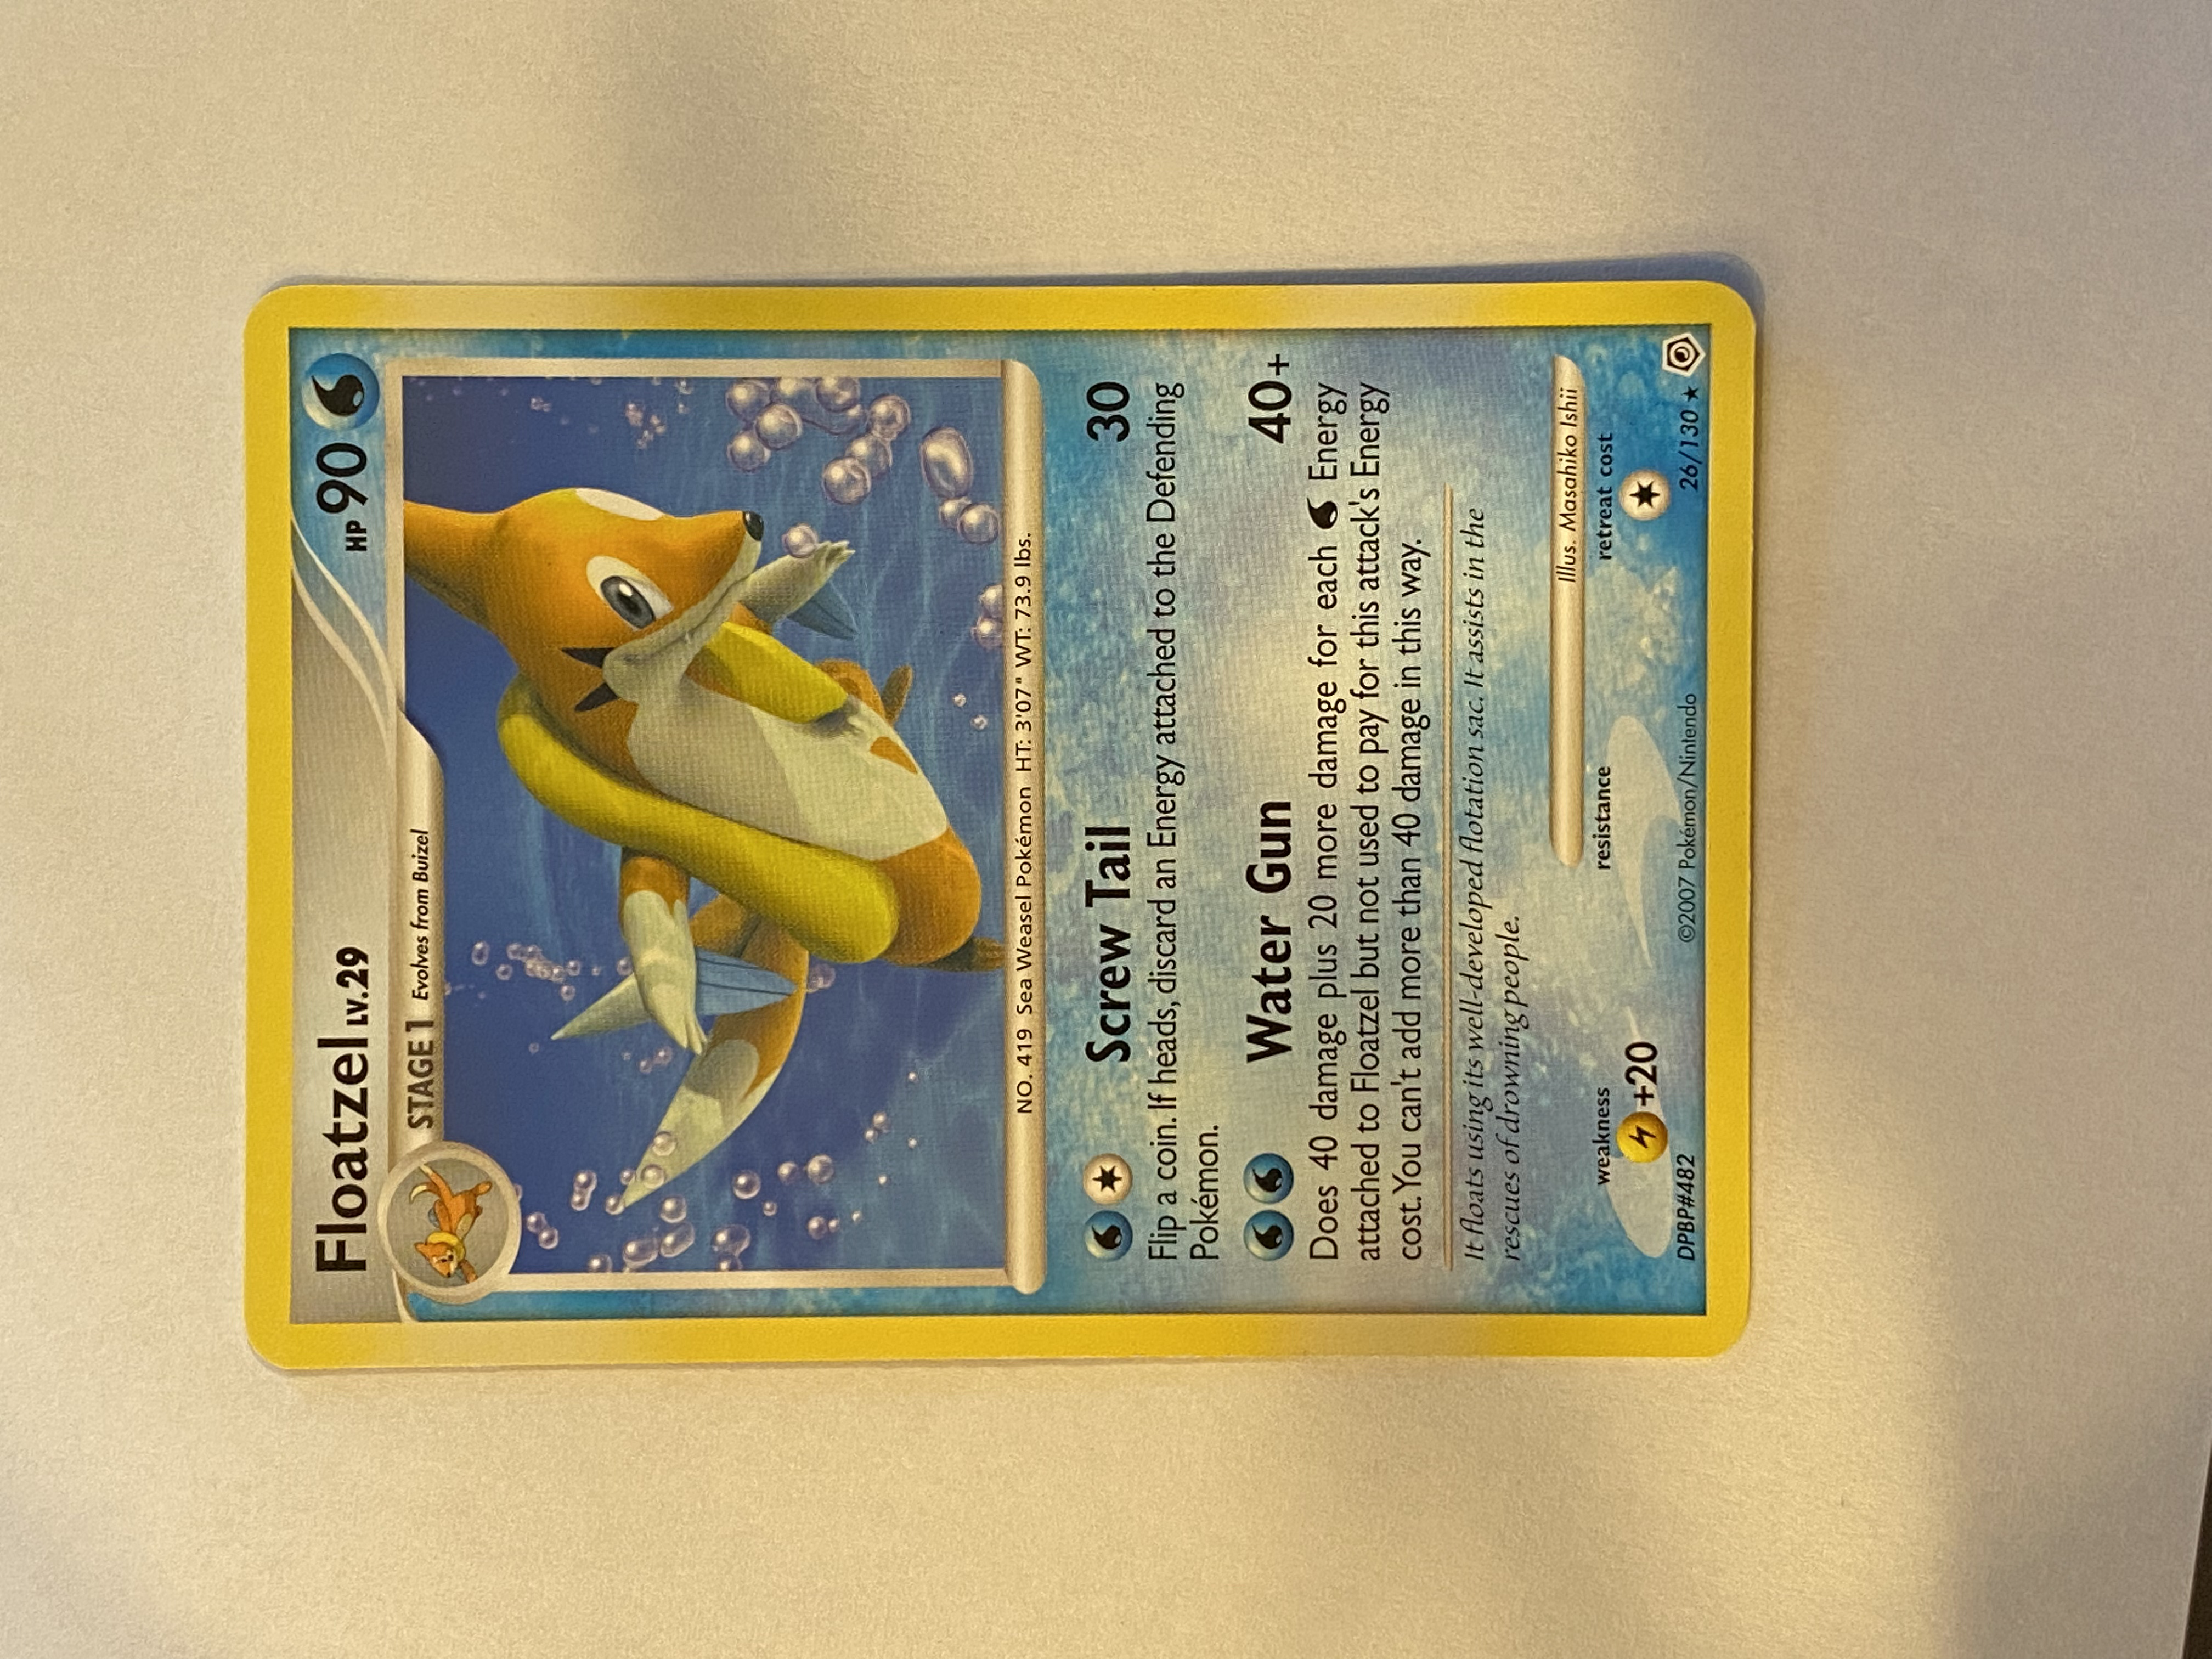 Floatzel LV.29 HP 90
STAGE 1 Evolves from Buizel
NO. 419 Sea Weasel Pokémon HT: 3'07" WT: 73.9 lbs.
Screw Tail 30
Flip a coin. If heads, discard an Energy attached to the Defending
Pokémon.
Water Gun 40+
Does 40 damage plus 20 more damage for each Energy
attached to Floatzel but not used to pay for this attack's Energy
cost. You can't add more than 40 damage in this way.
It floats using its well-developed flotation sac. It assists in the
rescues of drowning people.
Illus. Masahiko Ishii
weakness resistance retreat cost
+20
DPBP#482 ©2007 Pokémon/Nintendo 26/130 ★